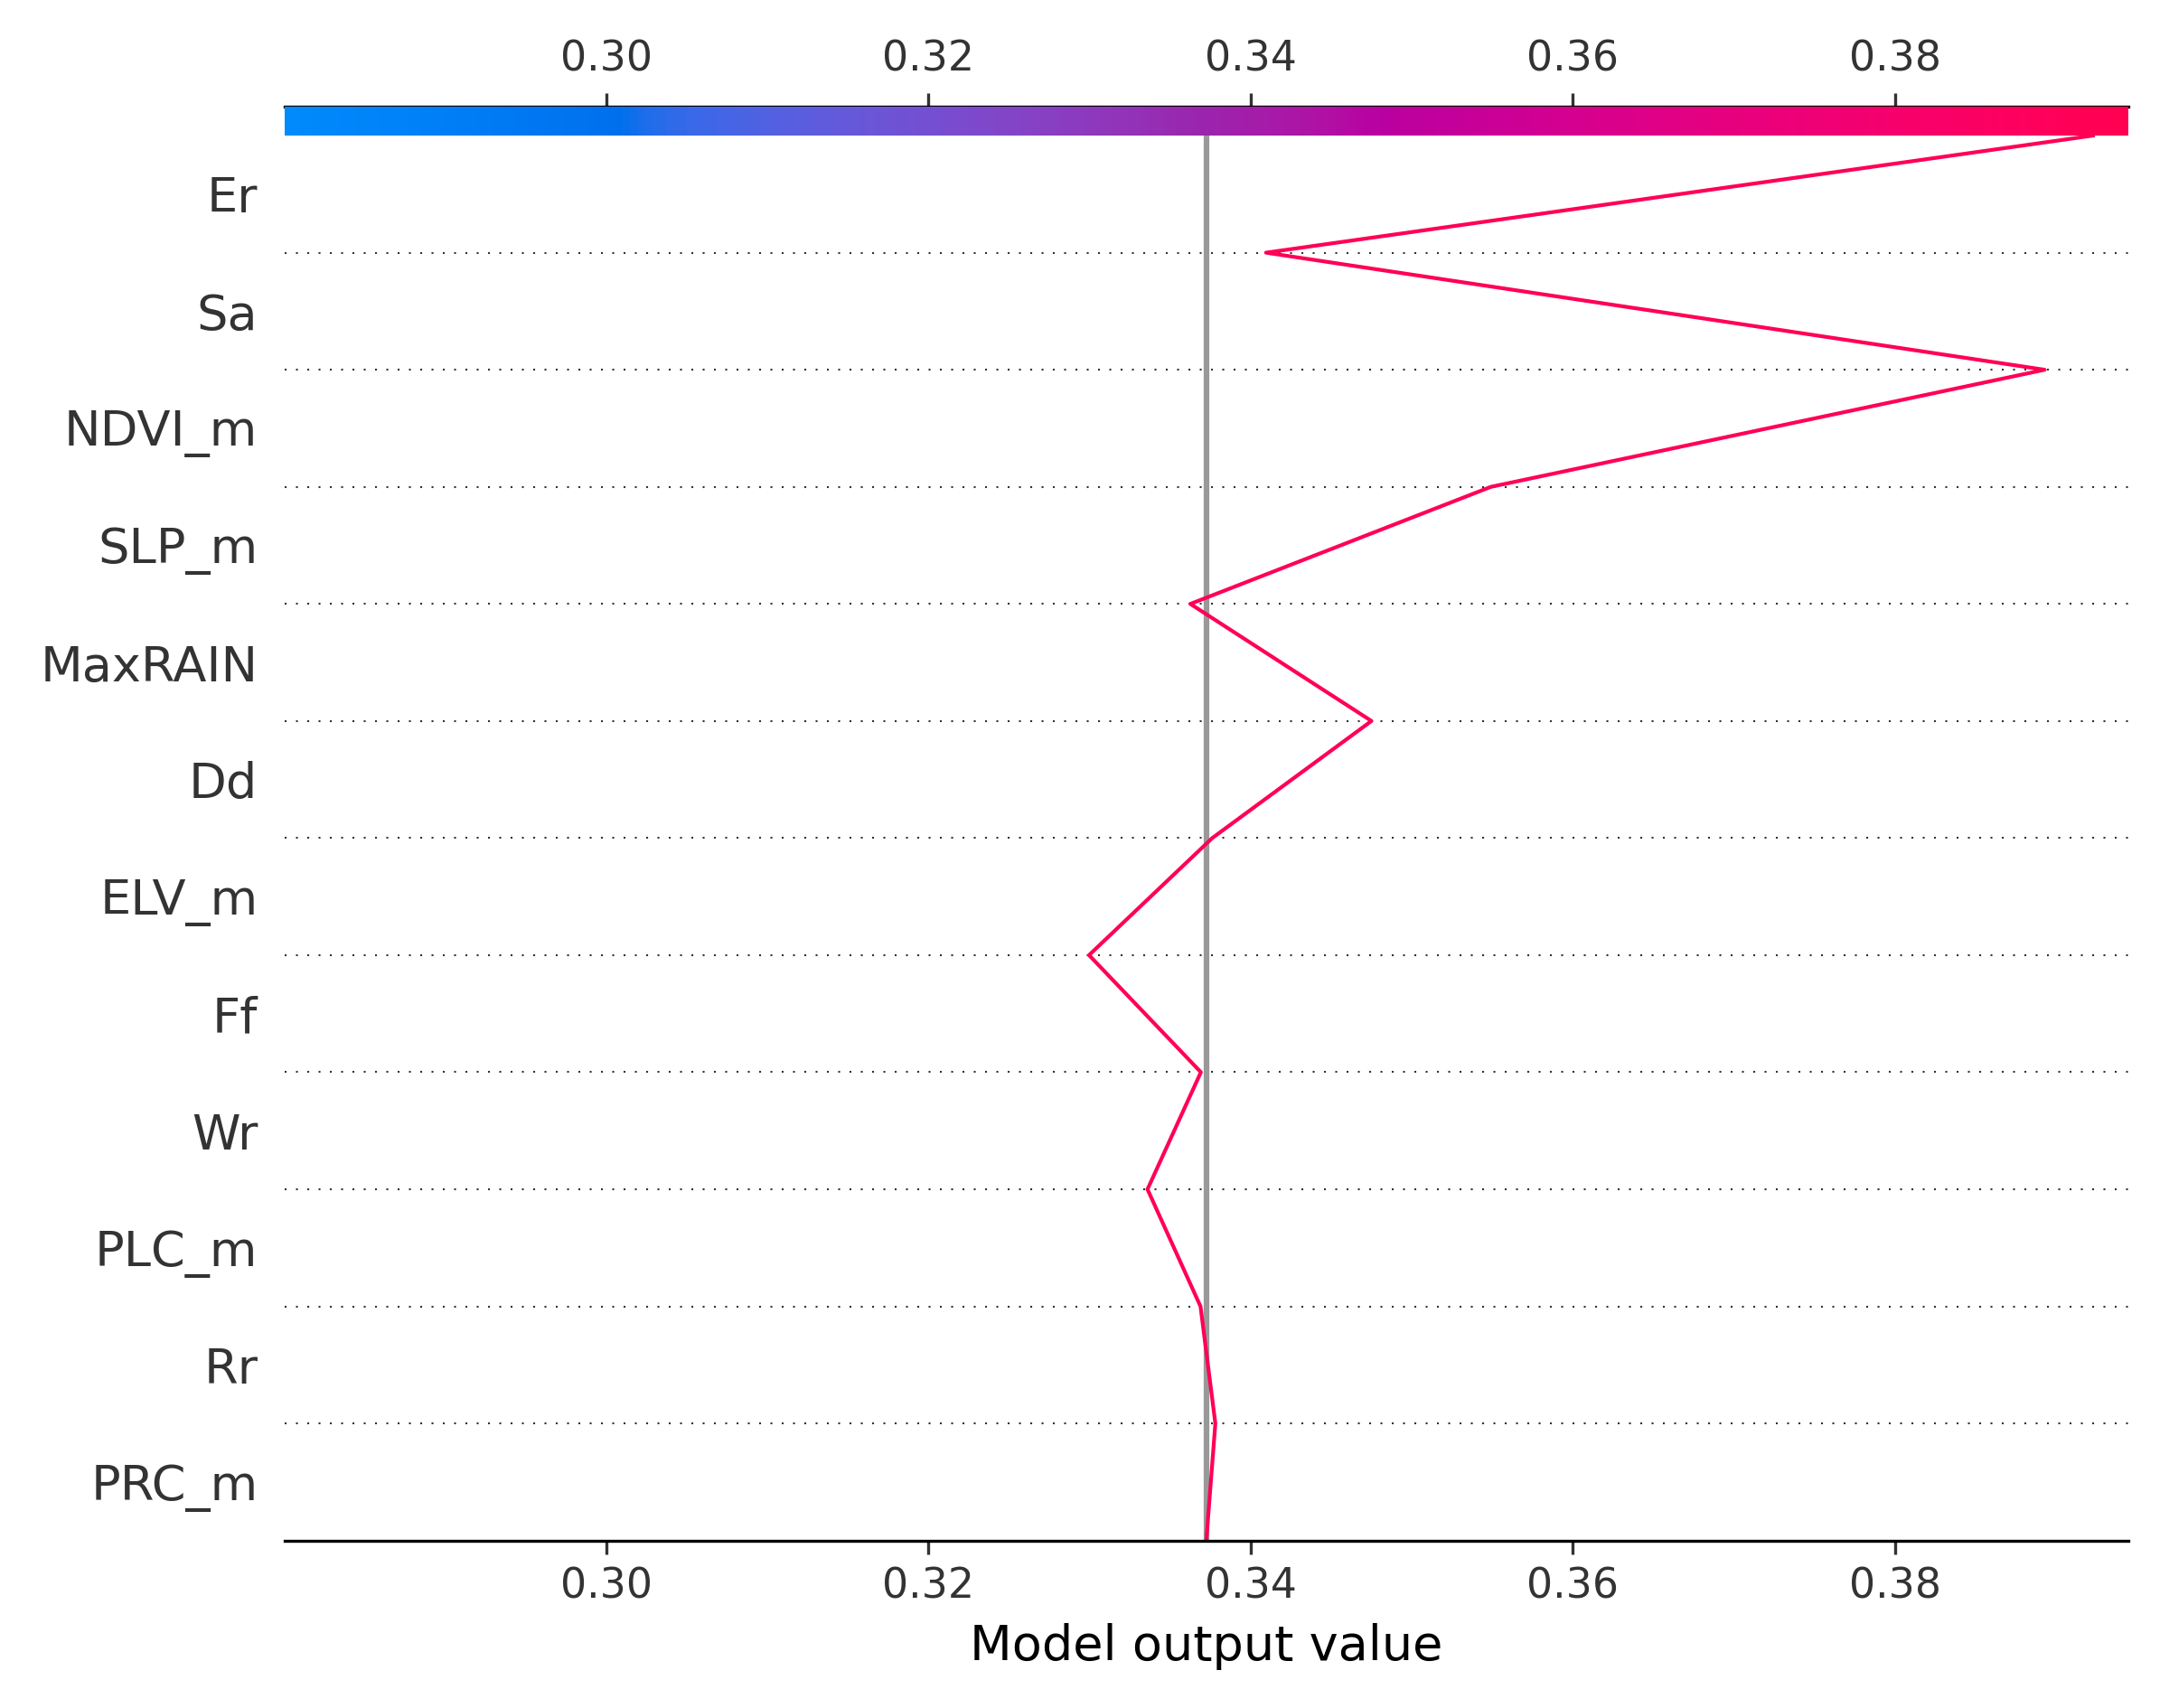 0.30 0.32 0.34 0.36 0.38
Er
Sa
NDVI_m
SLP_m
MaxRAIN
Dd
ELV_m
Ff
Wr
PLC_m
Rr
PRC_m
0.30 0.32 0.34 0.36 0.38
Model output value